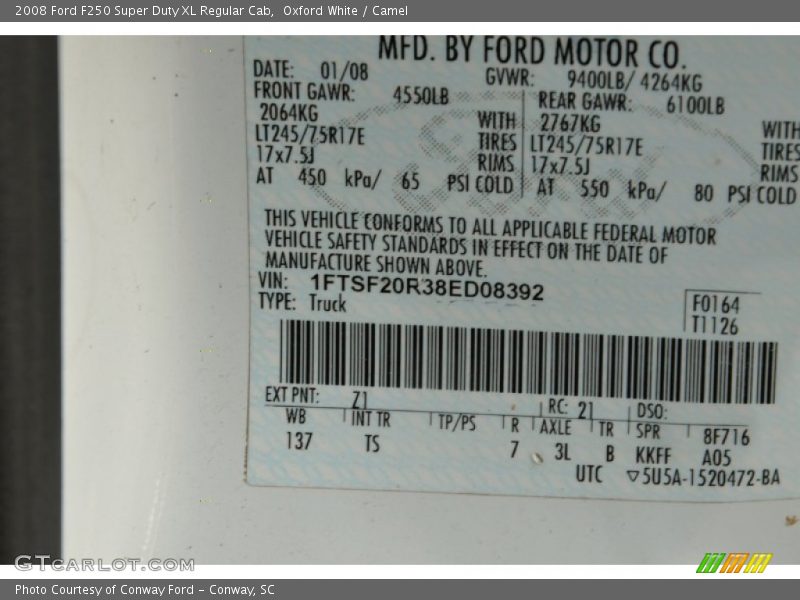 2008 Ford F250 Super Duty XL Regular Cab,  Oxford White / Camel
MFD. BY FORD MOTOR CO.
DATE: 01/08 GVWR: 9400LB/ 4264KG
FRONT GAWR: 4550LB REAR GAWR: 6100LB
2064KG WITH 2767KG WITH
LT245/75R17E TIRES LT245/75R17E TIRES
17x7.5J RIMS 17x7.5J RIMS
AT 450 kPa/ 65 PSI COLD AT 550 kPa/ 80 PSI COLD
THIS VEHICLE CONFORMS TO ALL APPLICABLE FEDERAL MOTOR
VEHICLE SAFETY STANDARDS IN EFFECT ON THE DATE OF
MANUFACTURE SHOWN ABOVE.
VIN: 1FTSF20R38ED08392
TYPE: Truck
F0164
T1126
EXT PNT: Z1 RC: 21 DSO:
WB INT TR TP/PS R AXLE TR SPR 8F716
137 TS 7 3L B KKFF A05
UTC ▽5U5A-1520472-BA
GTCARLOT.COM
Photo Courtesy of Conway Ford - Conway, SC